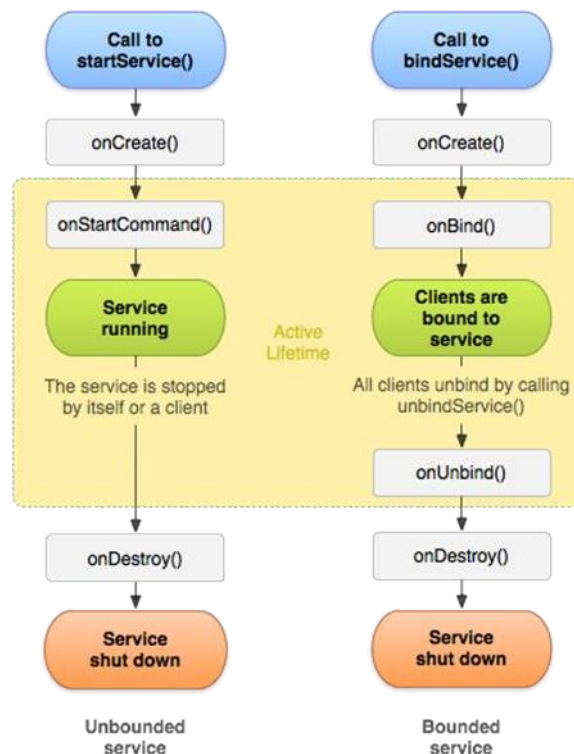 Call to
startService()
onCreate()
onStartCommand()
Service
running
The service is stopped
by itself or a client
onDestroy()
Service
shut down
Unbounded
service
Active
Lifetime
Call to
bindService()
onCreate()
onBind()
Clients are
bound to
service
All clients unbind by calling
unbindService()
onUnbind()
onDestroy()
Service
shut down
Bounded
service